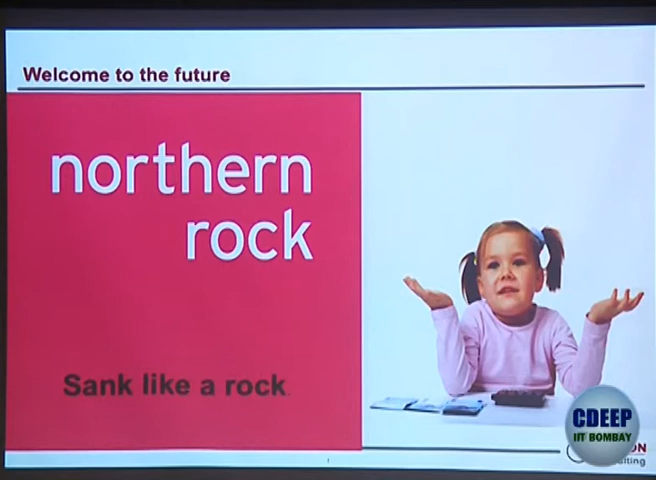 Welcome to the future
northern
rock
Sank like a rock.
CDEEP
IIT BOMBAY